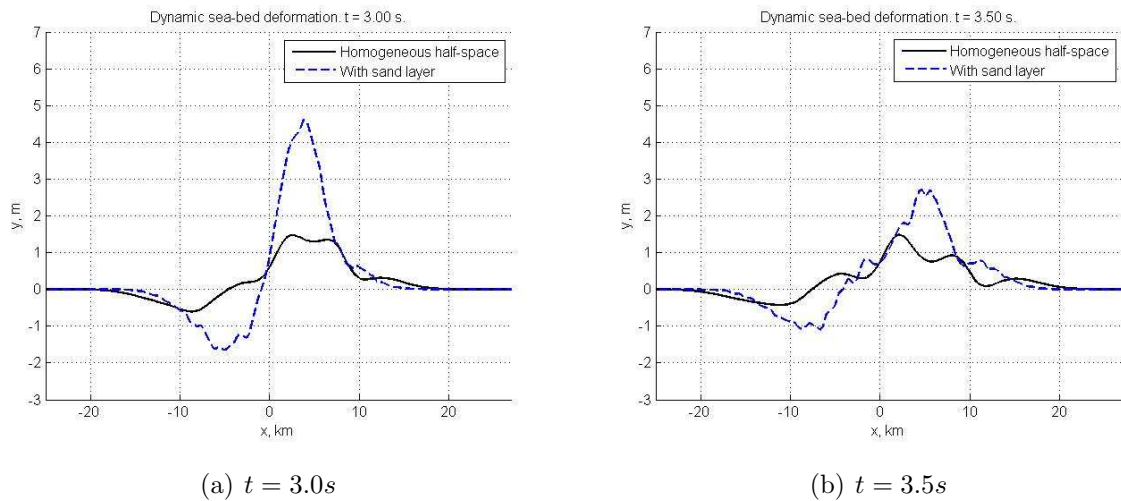 Dynamic sea-bed deformation. t = 3.00 s.
7
6
5
4
3
2
1
0
-1
-2
-3
y, m
Homogeneous half-space
With sand layer
-20
-10
0
10
20
x, km
(a) t = 3.0s
Dynamic sea-bed deformation. t = 3.50 s.
7
6
5
4
3
2
1
0
-1
-2
-3
y, m
Homogeneous half-space
With sand layer
-20
-10
0
10
20
x, km
(b) t = 3.5s